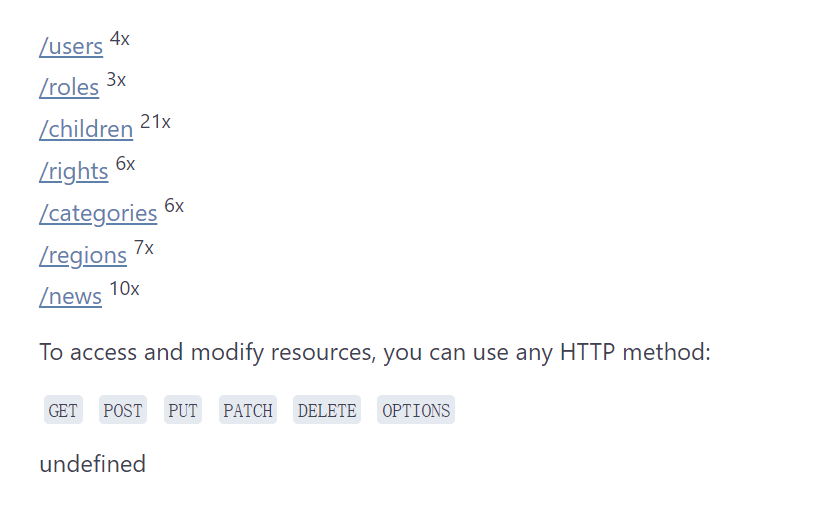 /users 4x
/roles 3x
/children 21x
/rights 6x
/categories 6x
/regions 7x
/news 10x
To access and modify resources, you can use any HTTP method:
GET POST PUT PATCH DELETE OPTIONS
undefined